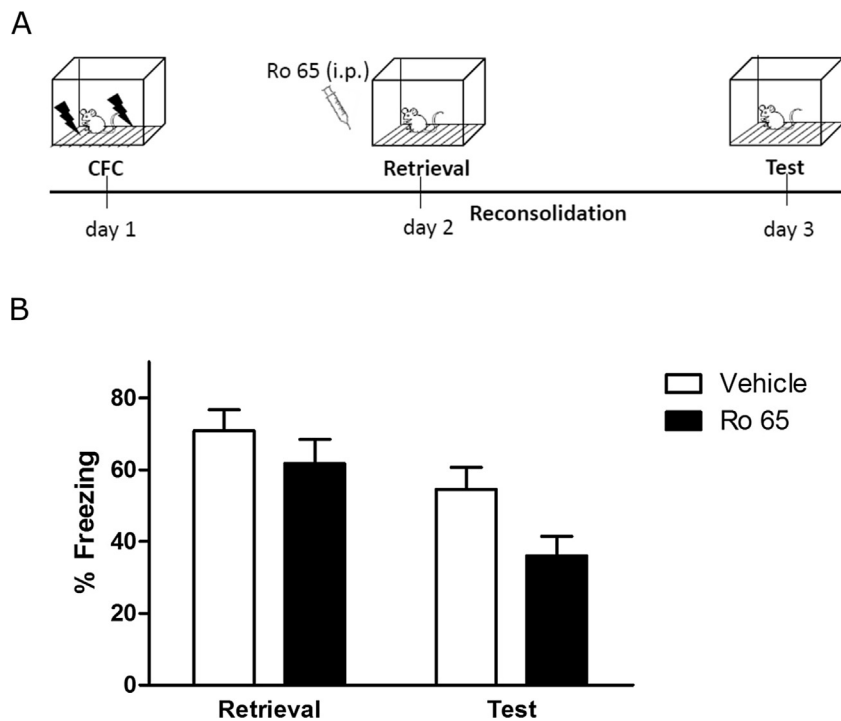 A
Ro 65 (i.p.)
CFC
Retrieval
Test
Reconsolidation
day 1
day 2
day 3
B
% Freezing
80
60
40
20
0
Retrieval
Test
Vehicle
Ro 65